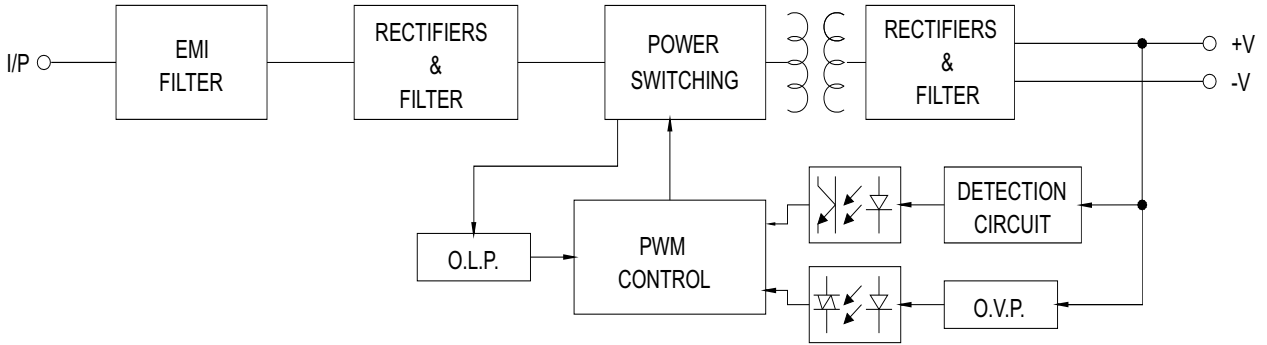 I/P
EMI
FILTER
RECTIFIERS
&
FILTER
POWER
SWITCHING
RECTIFIERS
&
FILTER
+V
-V
O.L.P.
PWM
CONTROL
DETECTION
CIRCUIT
O.V.P.